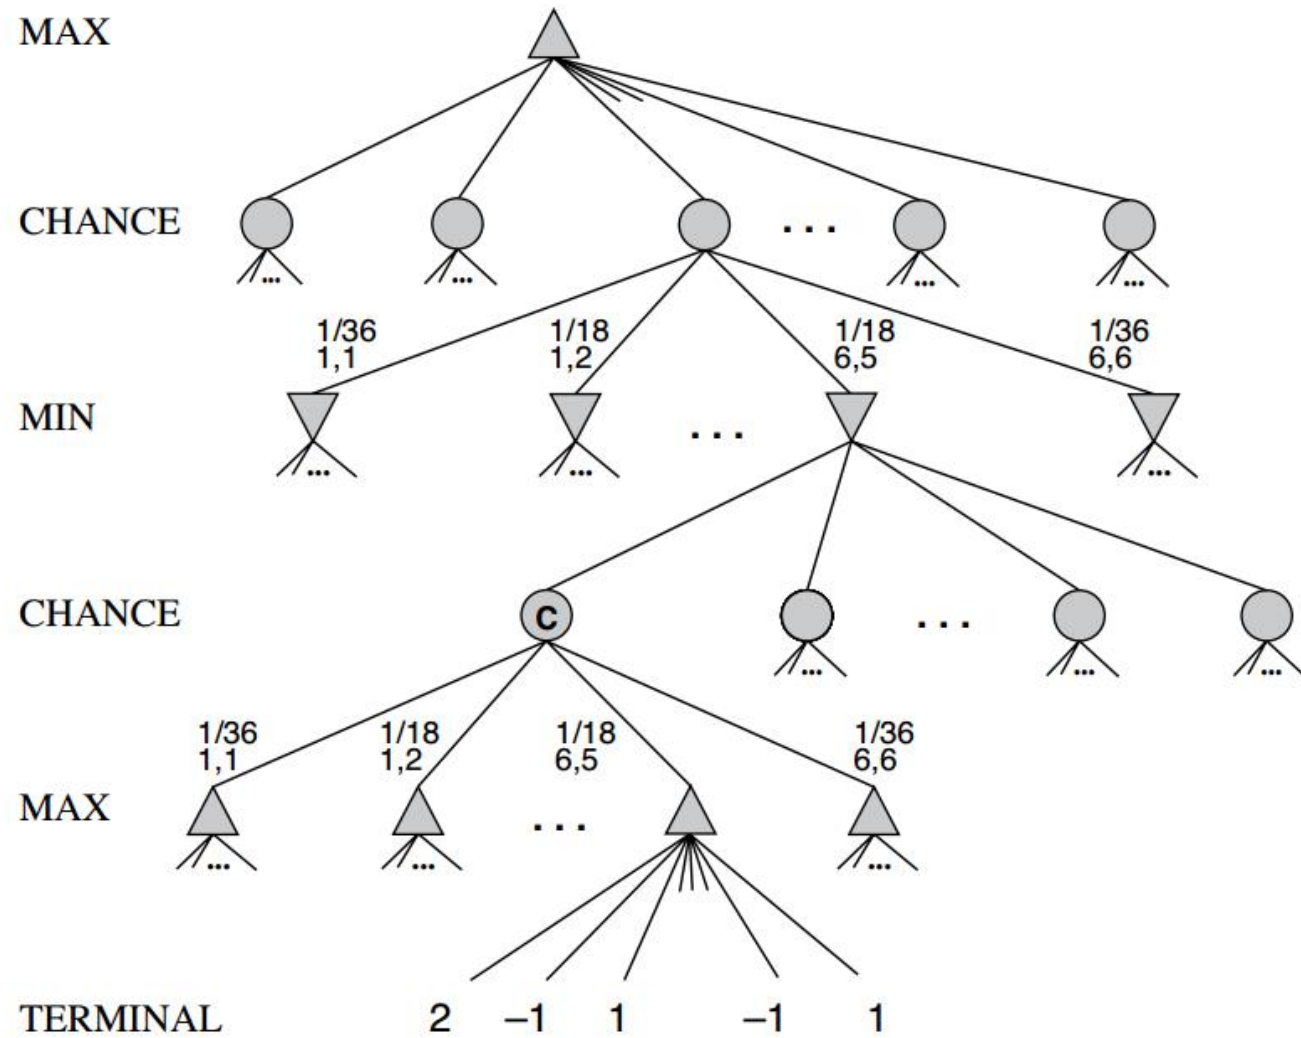 MAX
CHANCE
. . .
... ... ... ...
1/36 1/18 1/18 1/36
1,1 1,2 6,5 6,6
MIN
. . .
... ... ...
CHANCE
C
. . .
... ... ...
1/36 1/18 1/18 1/36
1,1 1,2 6,5 6,6
MAX
. . .
... ... ...
TERMINAL 2 –1 1 –1 1